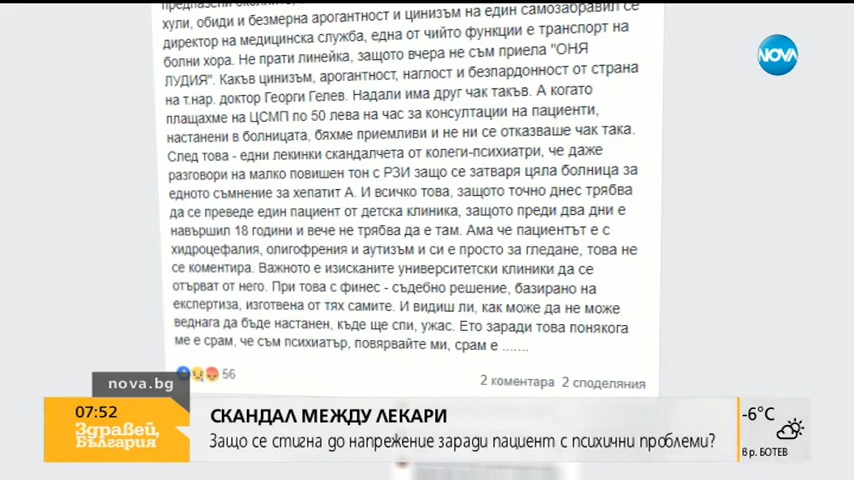 хули, обиди и безмерна арогантност и цинизъм на един самозабравил се
директор на медицинска служба, една от чийто функции е транспорт на
болни хора. Не прати линейка, защото вчера не съм приела "ОНЯ
ЛУДИЯ". Какъв цинизъм, арогантност, наглост и безпардонност от страна
на т.нар. доктор Георги Гелев. Надали има друг чак такъв. А когато
плащахме на ЦСМП по 50 лева на час за консултации на пациенти,
настанени в болницата, бяхме приемливи и не ни се отказваше чак така.
След това - едни лекинки скандалчета от колеги-психиатри, че даже
разговори на малко повишен тон с РЗИ защо се затваря цяла болница за
едното съмнение за хепатит А. И всичко това, защото точно днес трябва
да се преведе един пациент от детска клиника, защото преди два дни е
навършил 18 години и вече не трябва да е там. Ама че пациентът е с
хидроцефалия, олигофрения и аутизъм и си е просто за гледане, това не
се коментира. Важното е изисканите университетски клиники да се
отърват от него. При това с финес - съдебно решение, базирано на
експертиза, изготвена от тях самите. И видиш ли, как може да не може
веднага да бъде настанен, къде ще спи, ужас. Ето заради това понякога
ме е срам, че съм психиатър, повярвайте ми, срам е .......
56
2 коментара 2 споделяния
NOVA
nova.bg
07:52
Здравей,
България
СКАНДАЛ МЕЖДУ ЛЕКАРИ
Защо се стигна до напрежение заради пациент с психични проблеми?
-6°C
в р. БОТЕВ